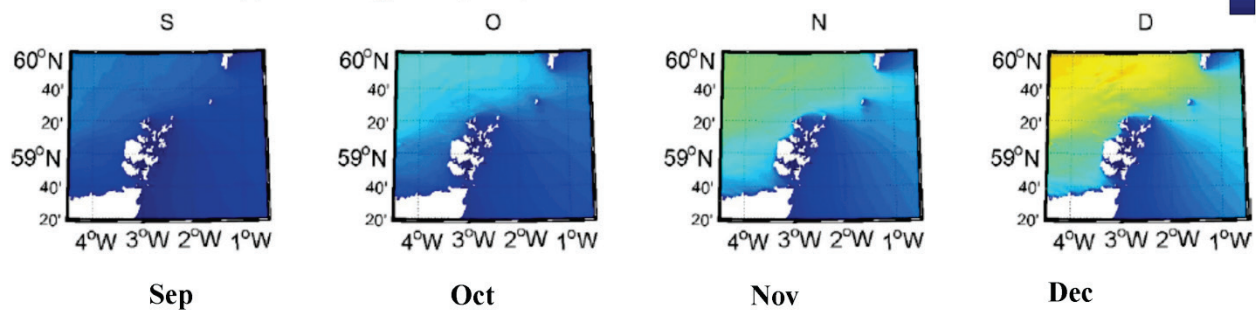 S O N D
60°N 60°N 60°N 60°N
40' 40' 40' 40'
20' 20' 20' 20'
59°N 59°N 59°N 59°N
40' 40' 40' 40'
20' 20' 20' 20'
4°W 3°W 2°W 1°W 4°W 3°W 2°W 1°W 4°W 3°W 2°W 1°W 4°W 3°W 2°W 1°W
Sep Oct Nov Dec